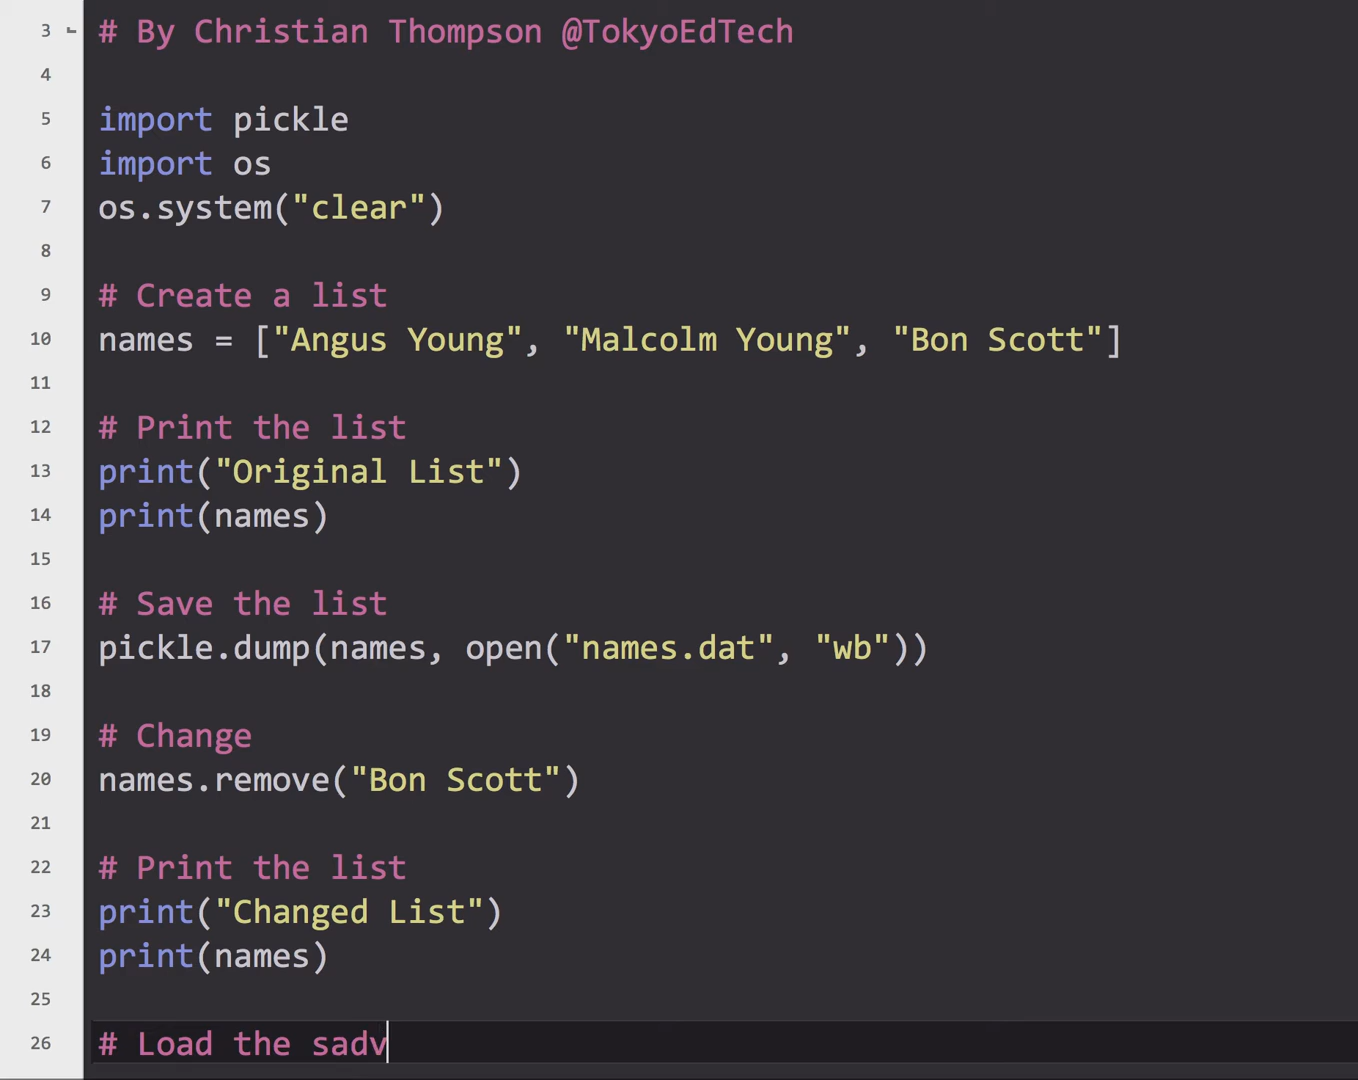 3 # By Christian Thompson @TokyoEdTech
4
5 import pickle
6 import os
7 os.system("clear")
8
9 # Create a list
10 names = ["Angus Young", "Malcolm Young", "Bon Scott"]
11
12 # Print the list
13 print("Original List")
14 print(names)
15
16 # Save the list
17 pickle.dump(names, open("names.dat", "wb"))
18
19 # Change
20 names.remove("Bon Scott")
21
22 # Print the list
23 print("Changed List")
24 print(names)
25
26 # Load the sadv